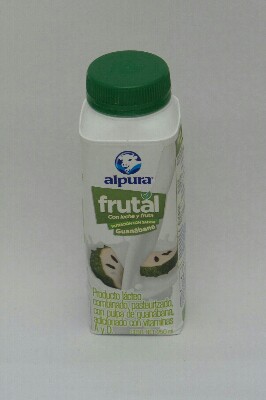 alpura
frutal
Con leche y fruta
Guanábana
Producto lácteo
combinado, pasteurizado,
con pulpa de guanábana,
adicionado con vitaminas
A y D.